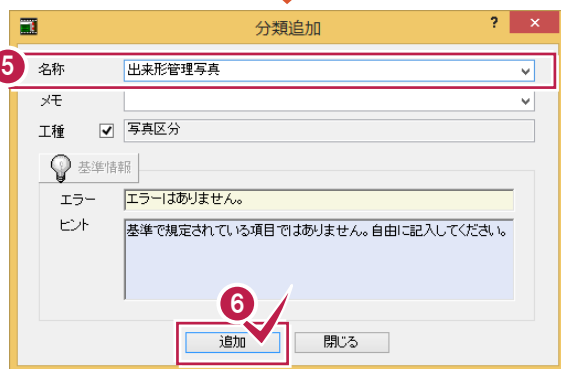 分類追加
? ×
5
名称 出来形管理写真
メモ
工種 写真区分
基準情報
エラー エラーはありません。
ヒント 基準で規定されている項目ではありません。自由に記入してください。
6
追加 閉じる